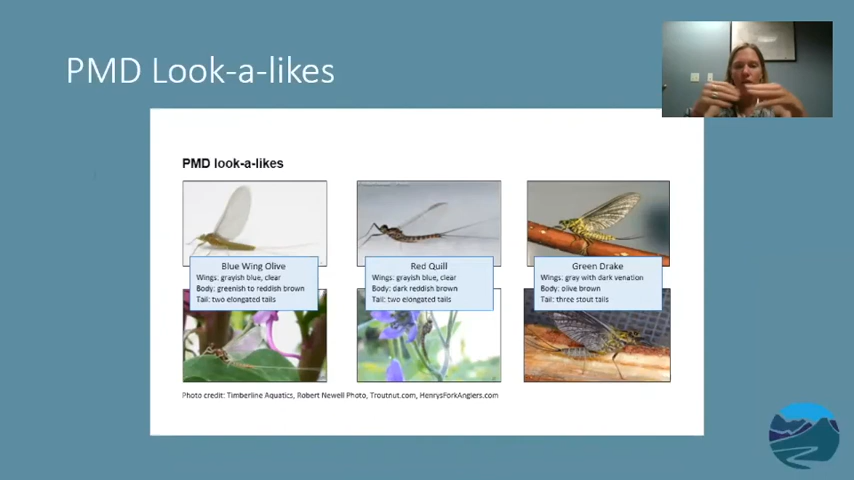 PMD Look-a-likes
PMD look-a-likes
Blue Wing Olive
Wings: grayish blue, clear
Body: greenish to reddish brown
Tail: two elongated tails
Red Quill
Wings: grayish blue, clear
Body: dark reddish brown
Tail: two elongated tails
Green Drake
Wings: gray with dark venation
Body: olive brown
Tail: three stout tails
Photo credit: Timberline Aquatics, Robert Newell Photo, Troutnut.com, HenrysForkAnglers.com